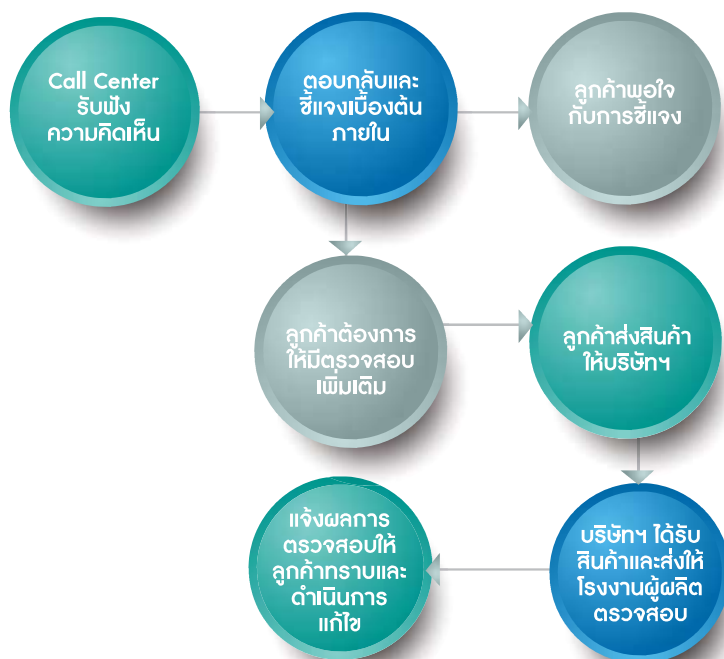 Call Center
รับฟัง
ความคิดเห็น
ตอบกลับและ
ชี้แจงเบื้องต้น
ภายใน
ลูกค้าพอใจ
กับการชี้แจง
ลูกค้าต้องการ
ให้มีตรวจสอบ
เพิ่มเติม
ลูกค้าส่งสินค้า
ให้บริษัทฯ
บริษัทฯ ได้รับ
สินค้าและส่งให้
โรงงานผู้ผลิต
ตรวจสอบ
แจ้งผลการ
ตรวจสอบให้
ลูกค้าทราบและ
ดำเนินการ
แก้ไข